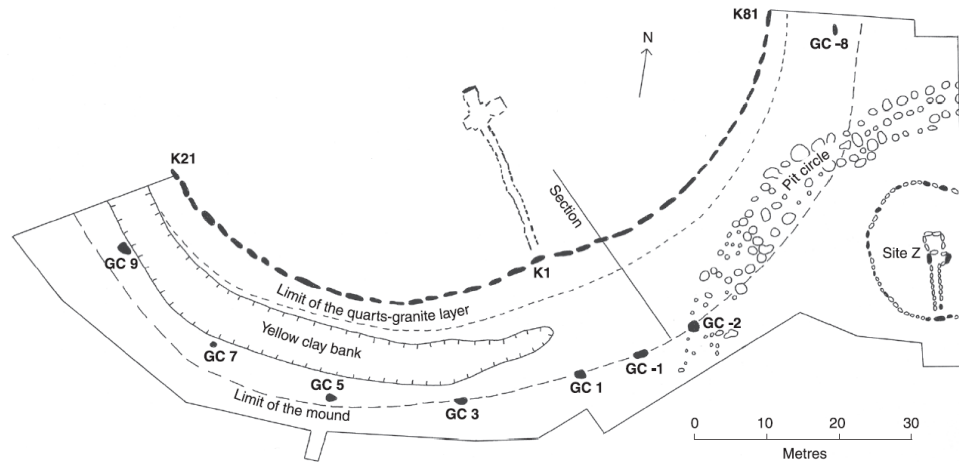 K81
GC -8
N
K21
Pit circle
Section
GC 9
K1
Site Z
Limit of the quarts-granite layer
Yellow clay bank
GC -2
GC 7
GC -1
GC 5
GC 1
GC 3
Limit of the mound
0 10 20 30
Metres